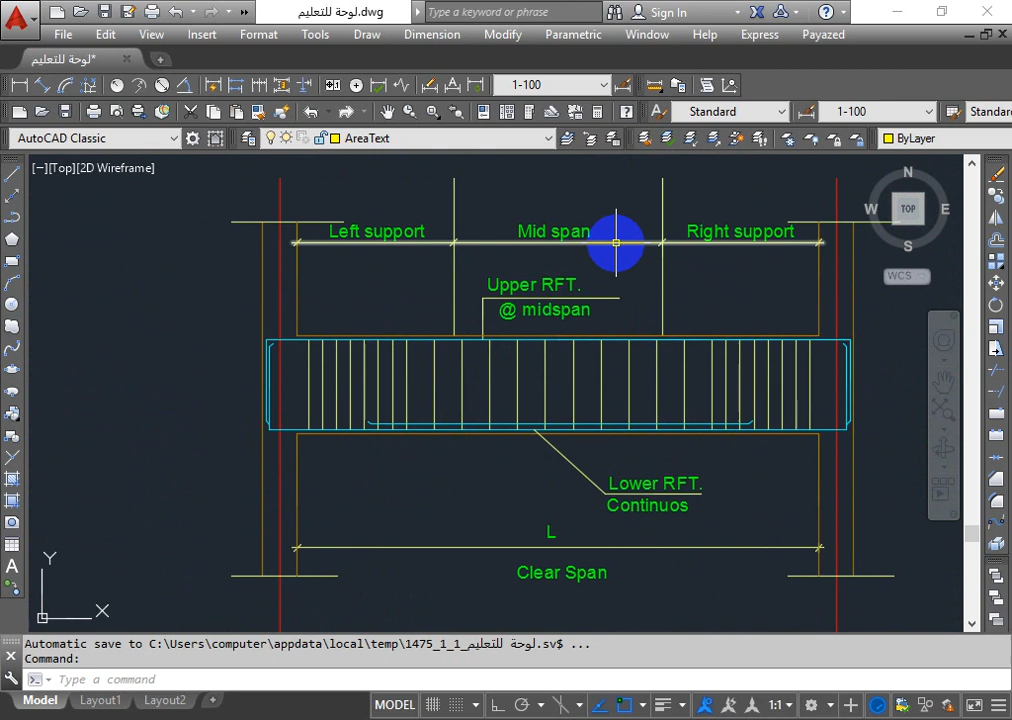 لوحة للتعليم.dwg
Type a keyword or phrase
Sign In
File Edit View Insert Format Tools Draw Dimension Modify Parametric Window Help Express Payazed
لوحة للتعليم*
1-100
Standard
1-100
Standard
AutoCAD Classic
AreaText
ByLayer
[−][Top][2D Wireframe]
N
W TOP E
S
WCS
Left support Mid span Right support
Upper RFT.
@ midspan
Lower RFT.
Continuos
L
Clear Span
Y
X
Automatic save to C:\Users\computer\appdata\local\temp\لوحة للتعليم_1_1_1475.sv$ ...
Command:
Type a command
Model Layout1 Layout2
MODEL
1:1